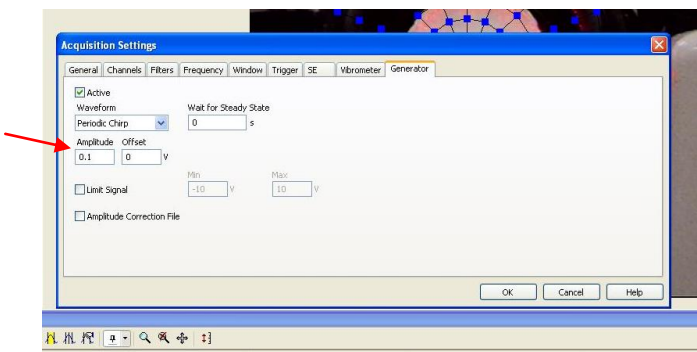 Acquisition Settings
General Channels Filters Frequency Window Trigger SE Vibrometer Generator
Active
Waveform Wait for Steady State
Periodic Chirp 0 s
Amplitude Offset
0.1 0 V
Min Max
Limit Signal -10 V 10 V
Amplitude Correction File
OK Cancel Help